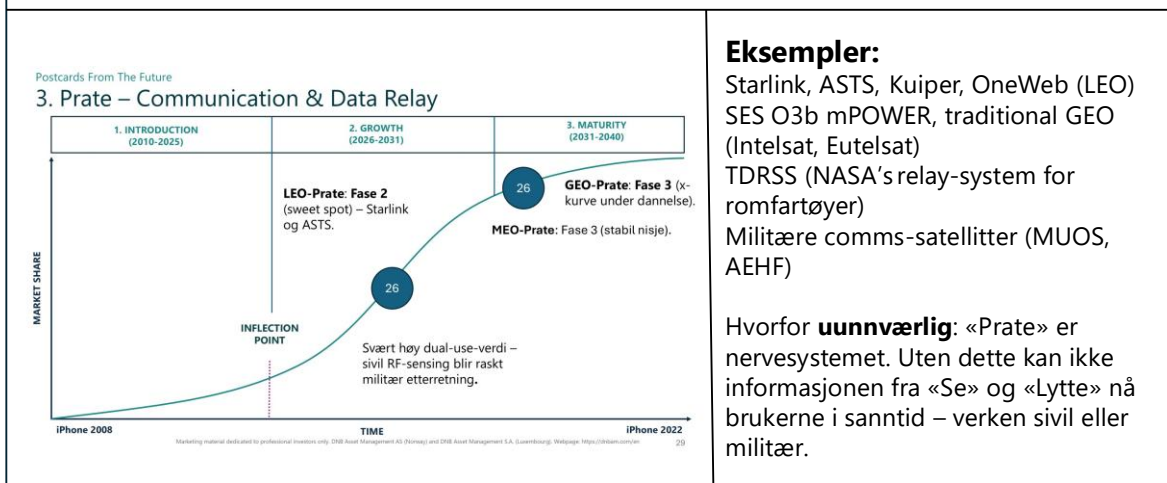 Postcards From The Future
3. Prate – Communication & Data Relay
1. INTRODUCTION
(2010-2025)
2. GROWTH
(2026-2031)
3. MATURITY
(2031-2040)
LEO-Prate: Fase 2
(sweet spot) – Starlink
og ASTS.
26
GEO-Prate: Fase 3 (x-
kurve under dannelse).
MEO-Prate: Fase 3 (stabil nisje).
26
MARKET SHARE
INFLECTION
POINT
Svært høy dual-use-verdi –
sivil RF-sensing blir raskt
militær etterretning.
iPhone 2008
TIME
iPhone 2022
Marketing material dedicated to professional investors only. DNB Asset Management AS (Norway) and DNB Asset Management S.A. (Luxembourg). Webpage: https://dnbam.com/en
29
Eksempler:
Starlink, ASTS, Kuiper, OneWeb (LEO)
SES O3b mPOWER, traditional GEO
(Intelsat, Eutelsat)
TDRSS (NASA's relay-system for
romfartøyer)
Militære comms-satellitter (MUOS,
AEHF)
Hvorfor uunnværlig: «Prate» er
nervesystemet. Uten dette kan ikke
informasjonen fra «Se» og «Lytte» nå
brukerne i sanntid – verken sivil eller
militær.